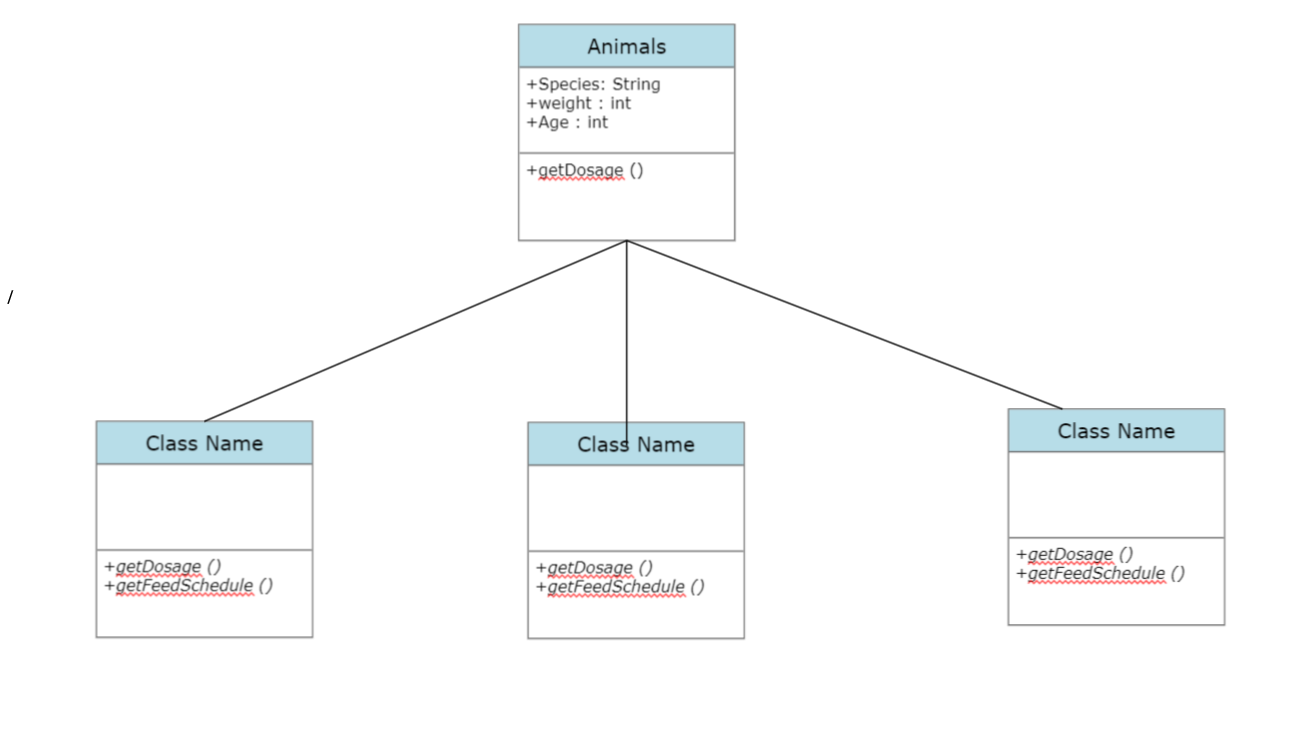 Animals
+Species: String
+weight : int
+Age : int
+getDosage ()
/
Class Name
+getDosage ()
+getFeedSchedule ()
Class Name
+getDosage ()
+getFeedSchedule ()
Class Name
+getDosage ()
+getFeedSchedule ()